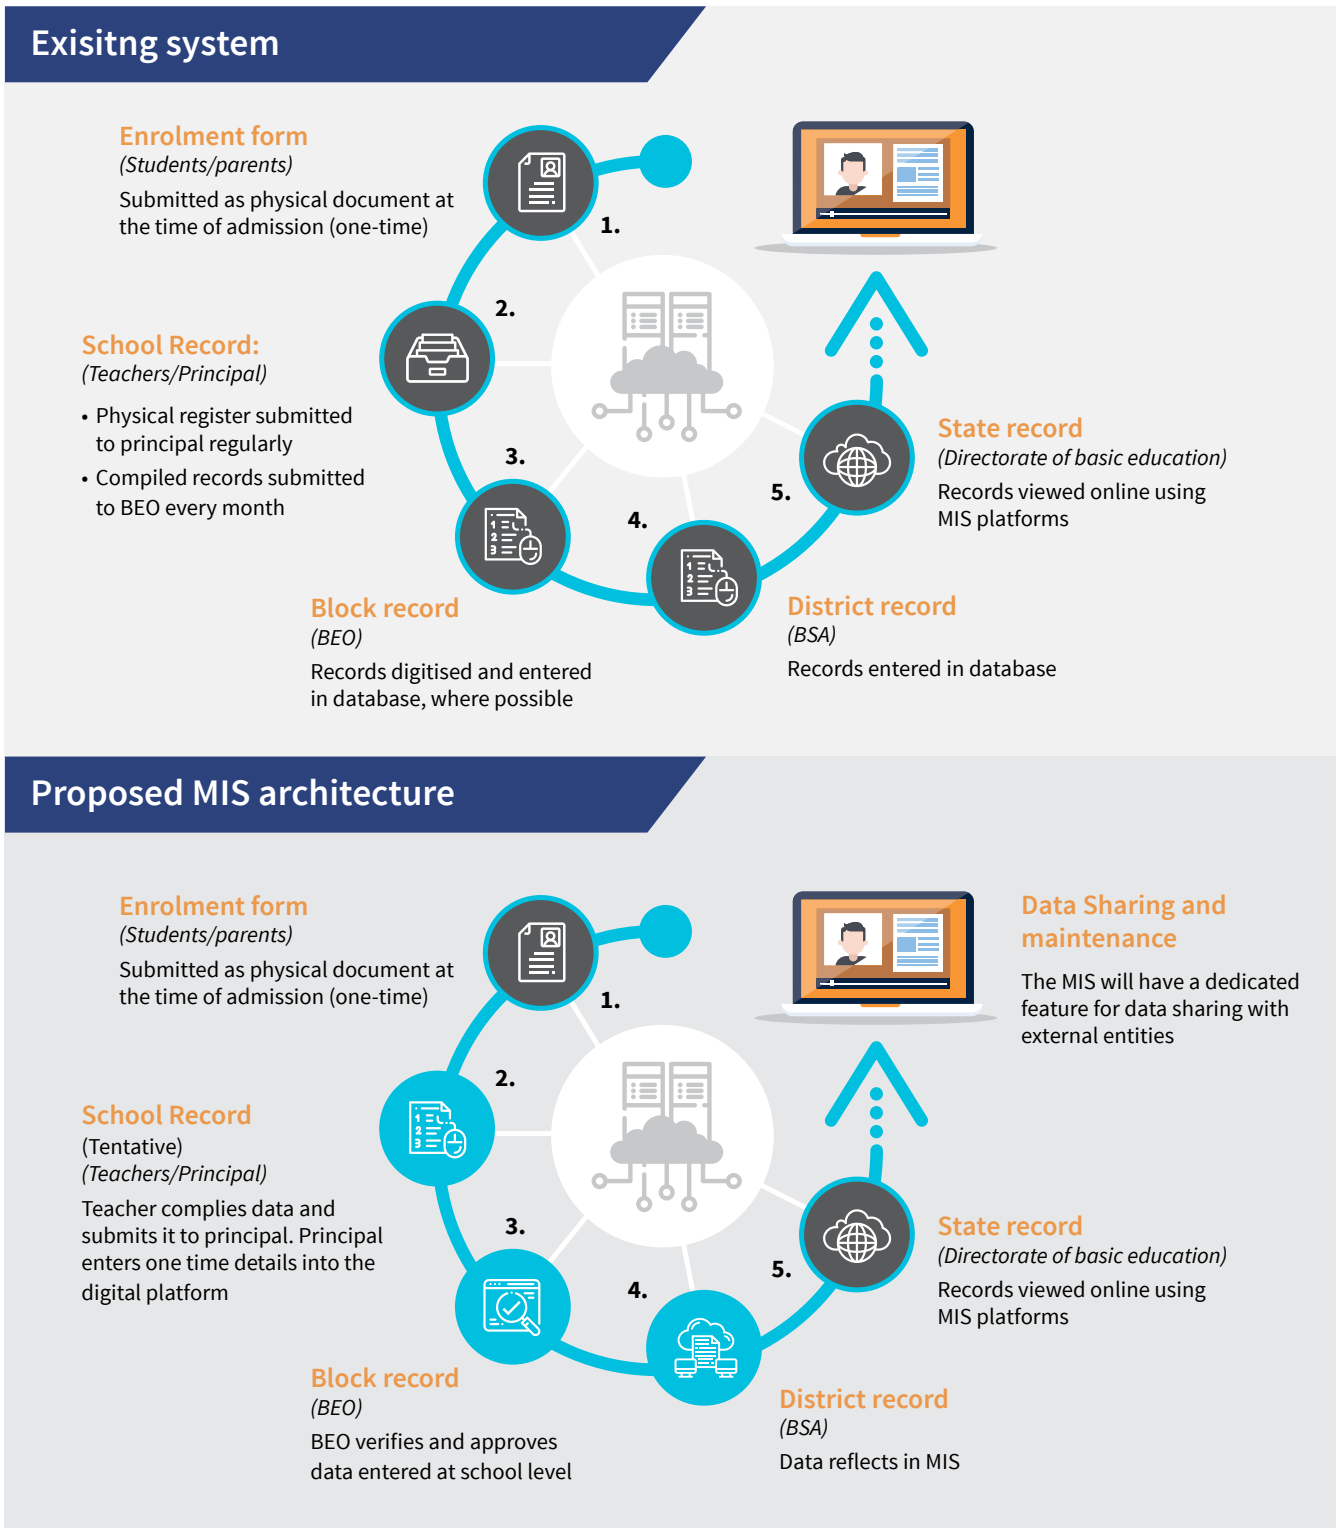 Exisitng system
Enrolment form
(Students/parents)
Submitted as physical document at
the time of admission (one-time)
1.
2.
School Record:
(Teachers/Principal)
• Physical register submitted
to principal regularly
• Compiled records submitted
to BEO every month
3.
Block record
(BEO)
Records digitised and entered
in database, where possible
4.
District record
(BSA)
Records entered in database
5.
State record
(Directorate of basic education)
Records viewed online using
MIS platforms
Proposed MIS architecture
Enrolment form
(Students/parents)
Submitted as physical document at
the time of admission (one-time)
1.
2.
School Record
(Tentative)
(Teachers/Principal)
Teacher complies data and
submits it to principal. Principal
enters one time details into the
digital platform
3.
Block record
(BEO)
BEO verifies and approves
data entered at school level
4.
District record
(BSA)
Data reflects in MIS
5.
State record
(Directorate of basic education)
Records viewed online using
MIS platforms
Data Sharing and
maintenance
The MIS will have a dedicated
feature for data sharing with
external entities